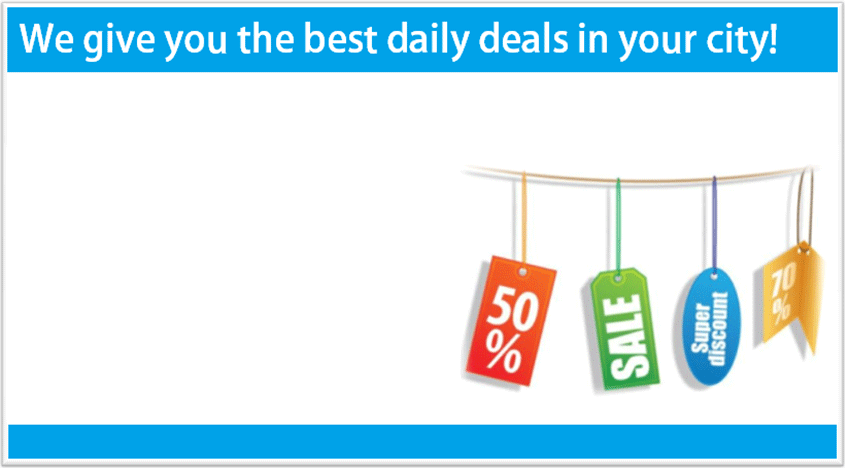 We give you the best daily deals in your city!
50
%
SALE
Super
discount
70
%